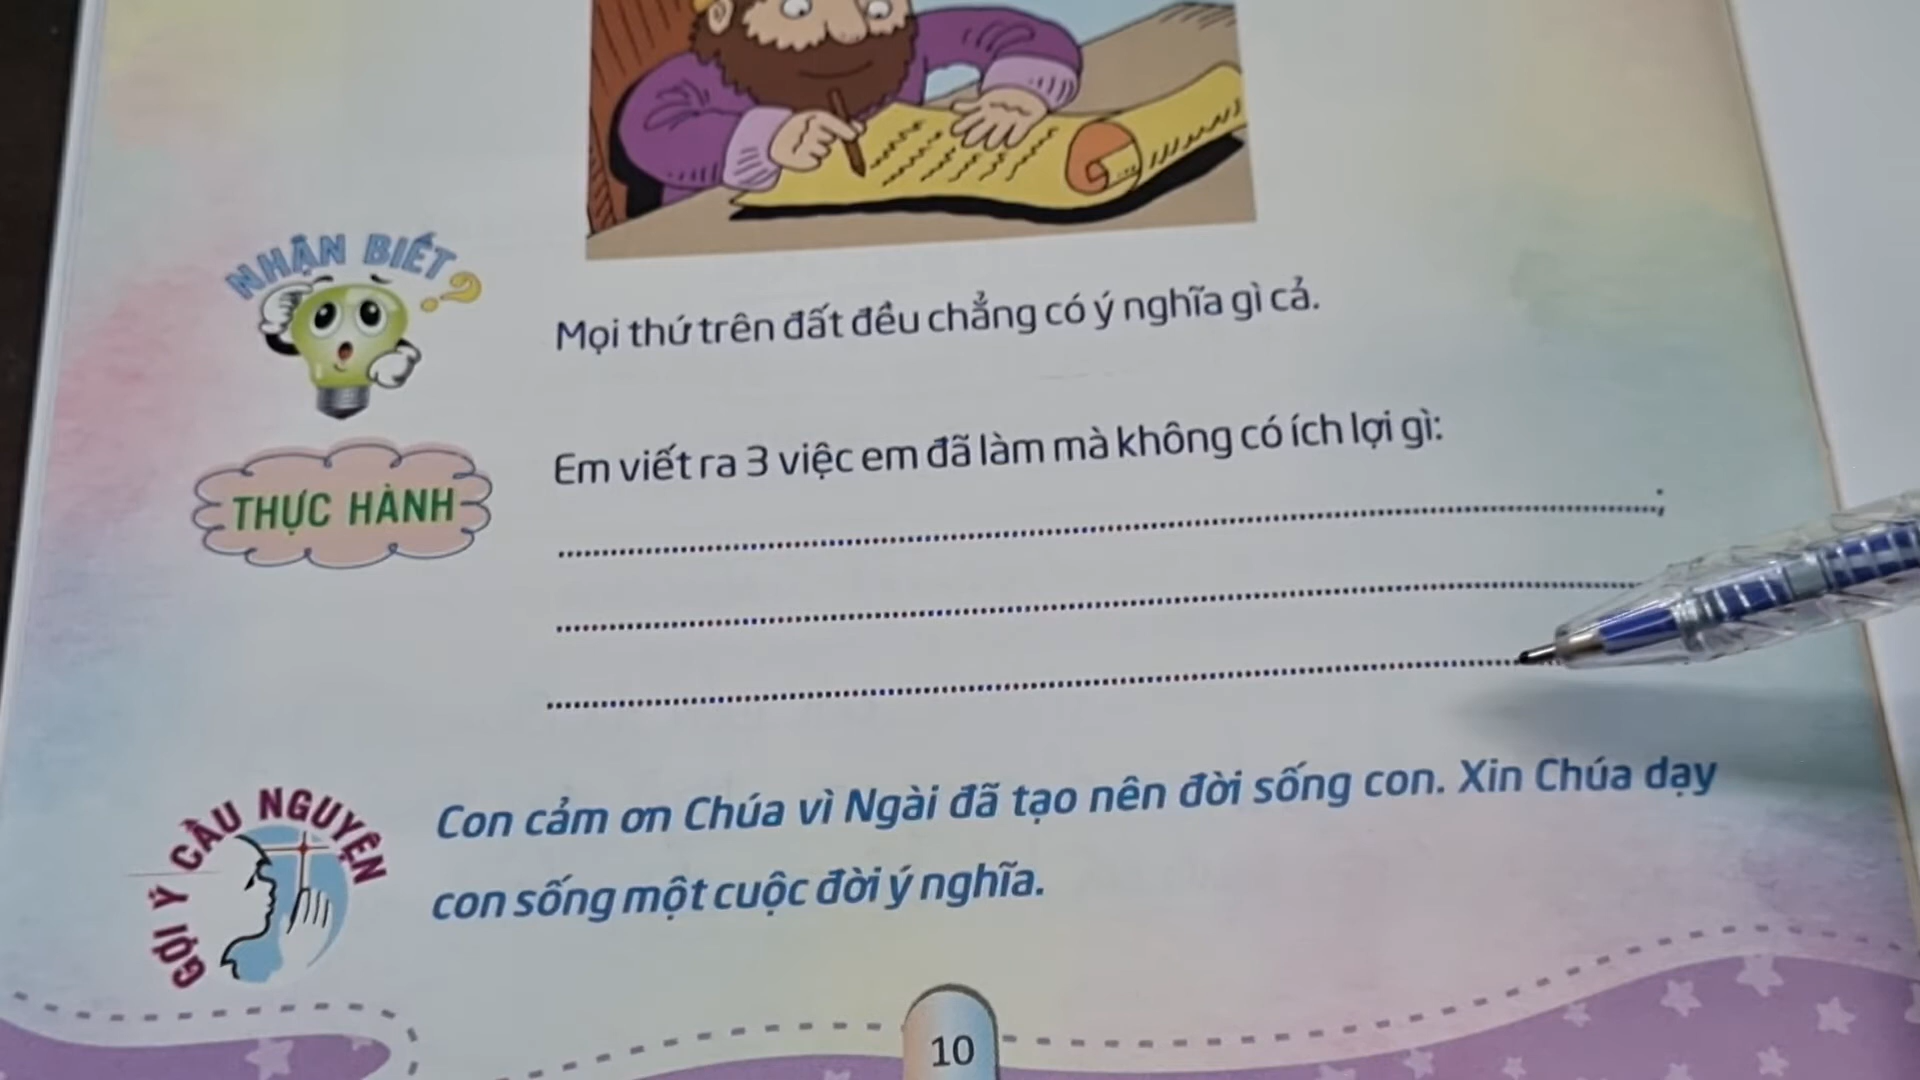 NHẬN BIẾT?
Mọi thứ trên đất đều chẳng có ý nghĩa gì cả.
THỰC HÀNH
Em viết ra 3 việc em đã làm mà không có ích lợi gì:
GỢI Ý CẦU NGUYỆN
Con cảm ơn Chúa vì Ngài đã tạo nên đời sống con. Xin Chúa dạy
con sống một cuộc đời ý nghĩa.
10